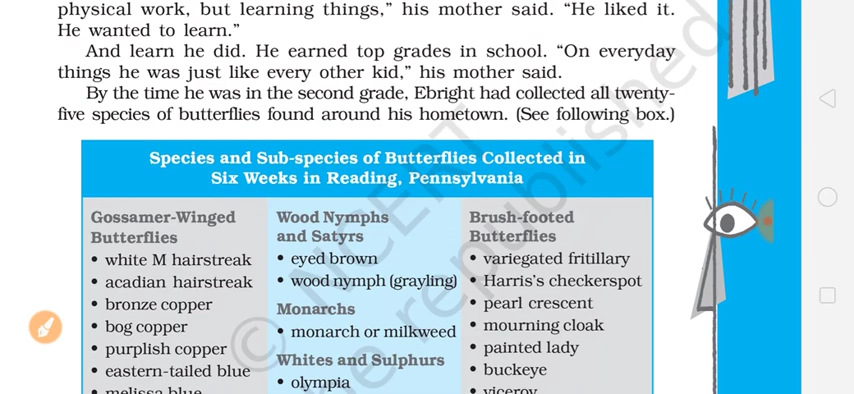 physical work, but learning things,” his mother said. “He liked it.
He wanted to learn.”
And learn he did. He earned top grades in school. “On everyday
things he was just like every other kid,” his mother said.
By the time he was in the second grade, Ebright had collected all twenty-
five species of butterflies found around his hometown. (See following box.)
Species and Sub-species of Butterflies Collected in
Six Weeks in Reading, Pennsylvania
Gossamer-Winged
Butterflies
• white M hairstreak
• acadian hairstreak
• bronze copper
• bog copper
• purplish copper
• eastern-tailed blue
• melissa blue
Wood Nymphs
and Satyrs
• eyed brown
• wood nymph (grayling)
Monarchs
• monarch or milkweed
Whites and Sulphurs
• olympia
Brush-footed
Butterflies
• variegated fritillary
• Harris’s checkerspot
• pearl crescent
• mourning cloak
• painted lady
• buckeye
• viceroy
© NCERT
be republished